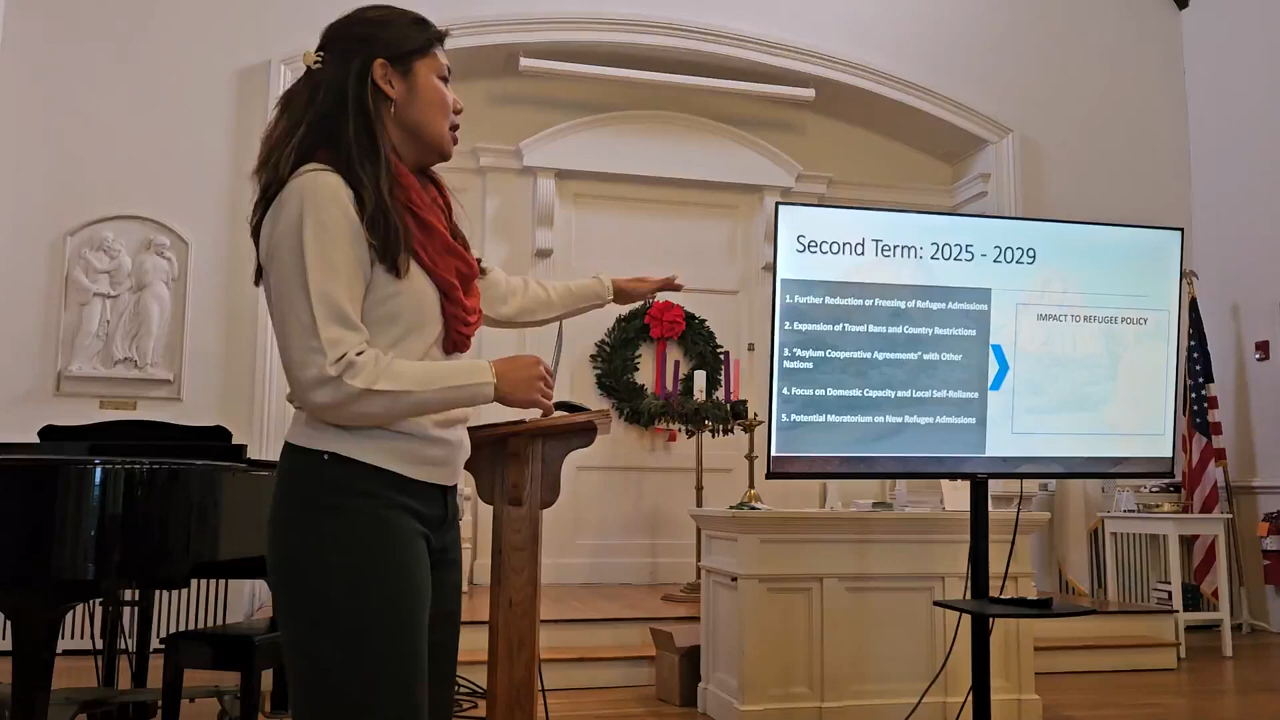 Second Term: 2025 - 2029
1. Further Reduction or Freezing of Refugee Admissions
2. Expansion of Travel Bans and Country Restrictions
3. "Asylum Cooperative Agreements" with Other
Nations
4. Focus on Domestic Capacity and Local Self-Reliance
5. Potential Moratorium on New Refugee Admissions
IMPACT TO REFUGEE POLICY